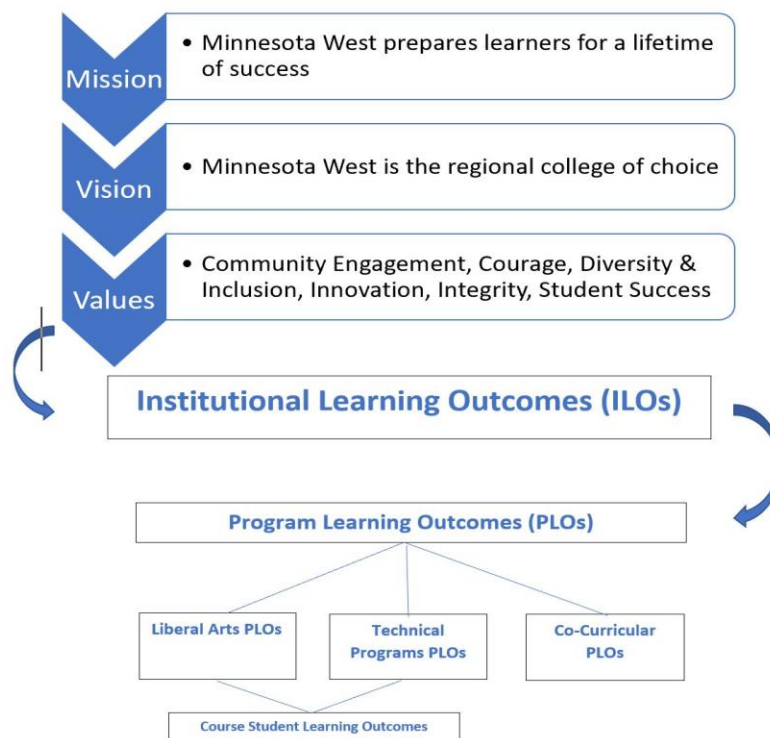 Mission
• Minnesota West prepares learners for a lifetime
of success
Vision
• Minnesota West is the regional college of choice
Values
• Community Engagement, Courage, Diversity &
Inclusion, Innovation, Integrity, Student Success
Institutional Learning Outcomes (ILOs)
Program Learning Outcomes (PLOs)
Liberal Arts PLOs
Technical
Programs PLOs
Co-Curricular
PLOs
Course Student Learning Outcomes